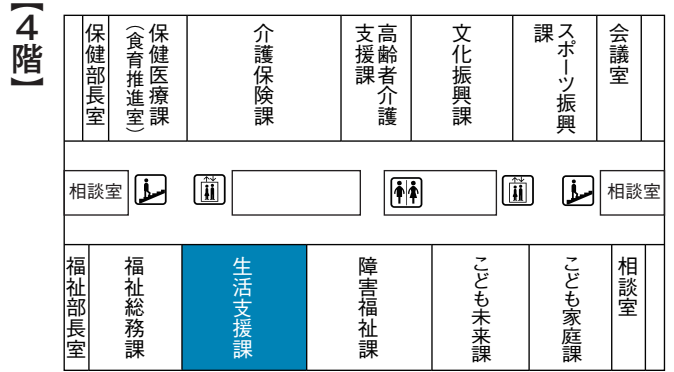 【4階】
保健部長室
保健医療課
（食育推進室）
介護保険課
高齢者介護
支援課
文化振興課
スポーツ振興
課
会議室
相談室
相談室
福祉部長室
福祉総務課
生活支援課
障害福祉課
こども未来課
こども家庭課
相談室